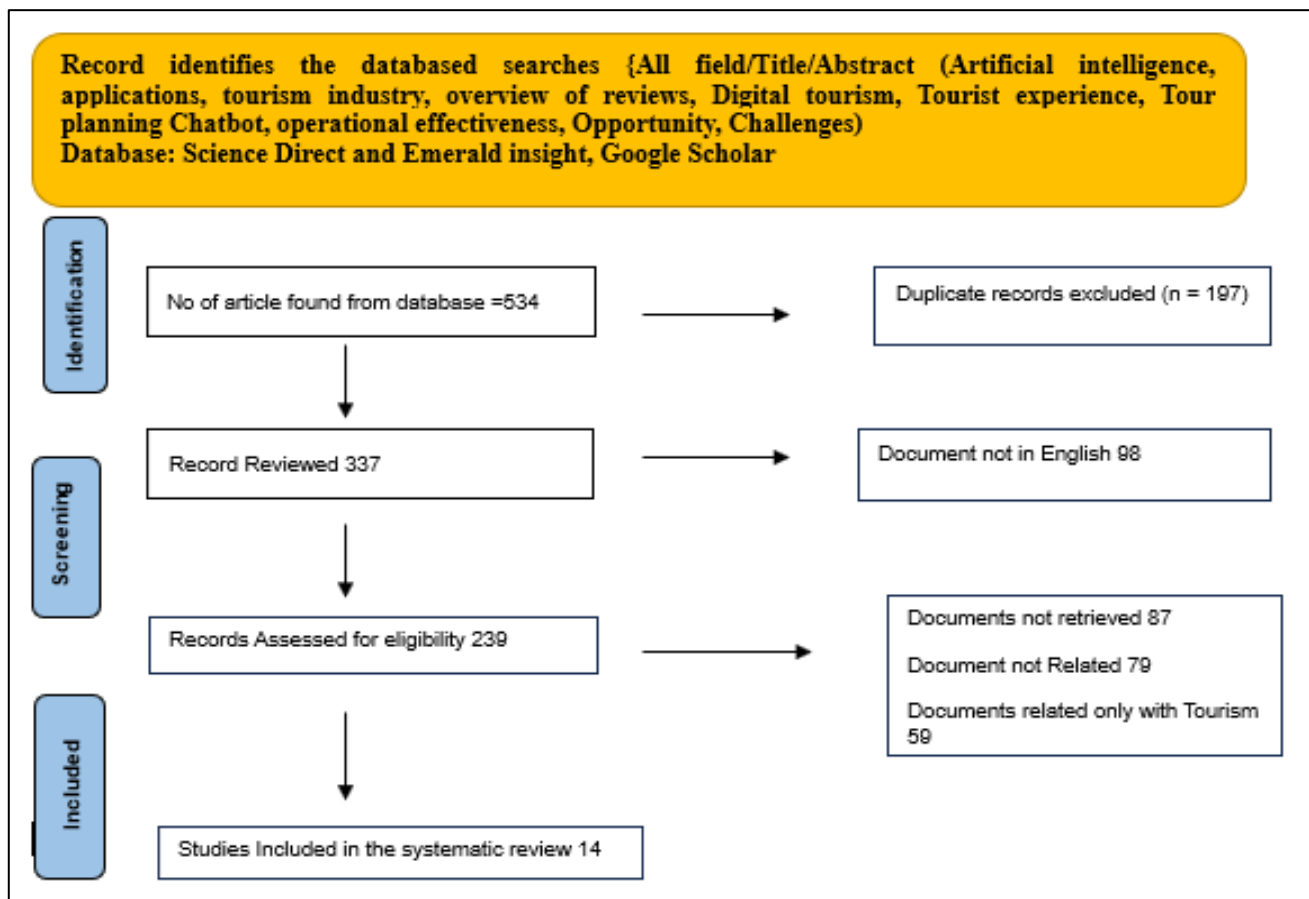 Record identifies the databased searches {All field/Title/Abstract (Artificial intelligence,
applications, tourism industry, overview of reviews, Digital tourism, Tourist experience, Tour
planning Chatbot, operational effectiveness, Opportunity, Challenges)
Database: Science Direct and Emerald insight, Google Scholar
Identification
No of article found from database =534
Duplicate records excluded (n = 197)
Screening
Record Reviewed 337
Document not in English 98
Records Assessed for eligibility 239
Documents not retrieved 87
Document not Related 79
Documents related only with Tourism
59
Included
Studies Included in the systematic review 14